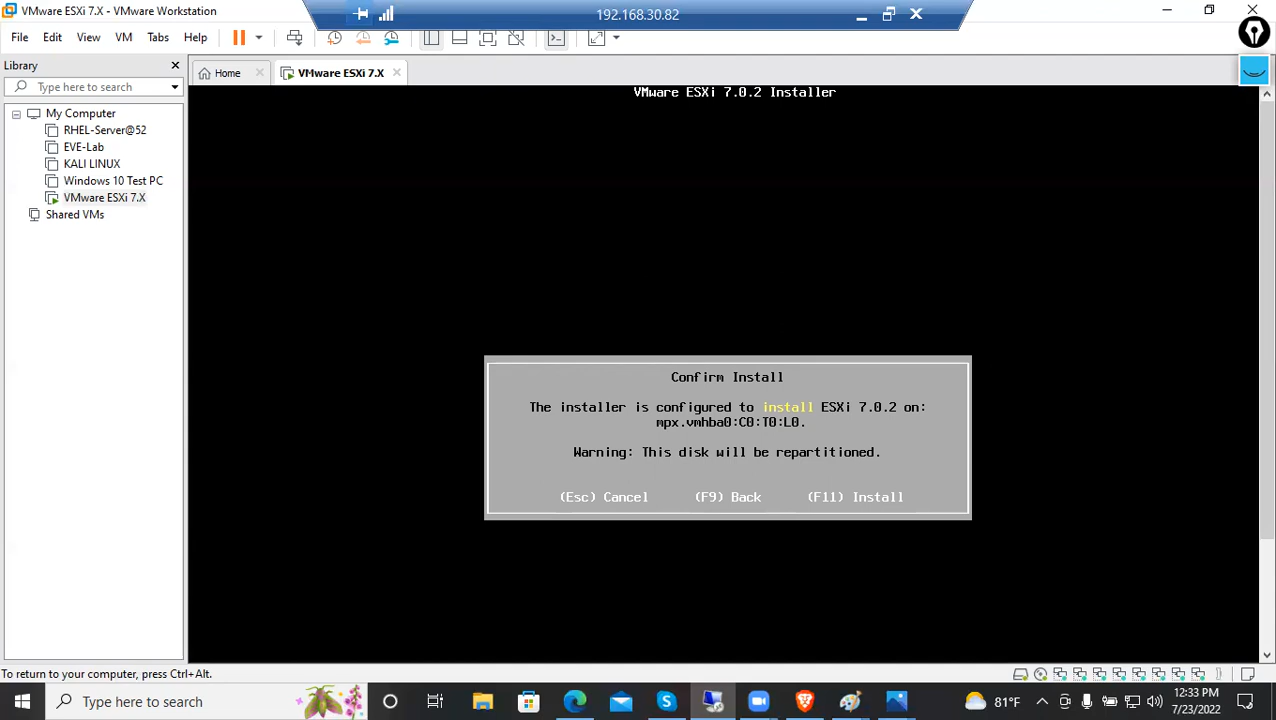 VMware ESXi 7.X - VMware Workstation
192.168.30.82
File Edit View VM Tabs Help
Library
Home
VMware ESXi 7.X
Type here to search
My Computer
RHEL-Server@52
EVE-Lab
KALI LINUX
Windows 10 Test PC
VMware ESXi 7.X
Shared VMs
VMware ESXi 7.0.2 Installer
Confirm Install
The installer is configured to install ESXi 7.0.2 on:
mpx.vmhba0:C0:T0:L0.
Warning: This disk will be repartitioned.
(Esc) Cancel (F9) Back (F11) Install
To return to your computer, press Ctrl+Alt.
Type here to search
81°F
12:33 PM
7/23/2022